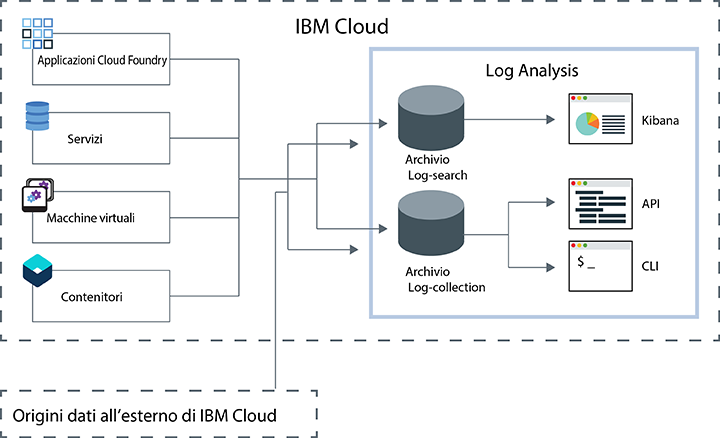 IBM Cloud
Applicazioni Cloud Foundry
Servizi
Macchine virtuali
Contenitori
Log Analysis
Archivio
Log-search
Kibana
Archivio
Log-collection
API
$ _
CLI
Origini dati all’esterno di IBM Cloud